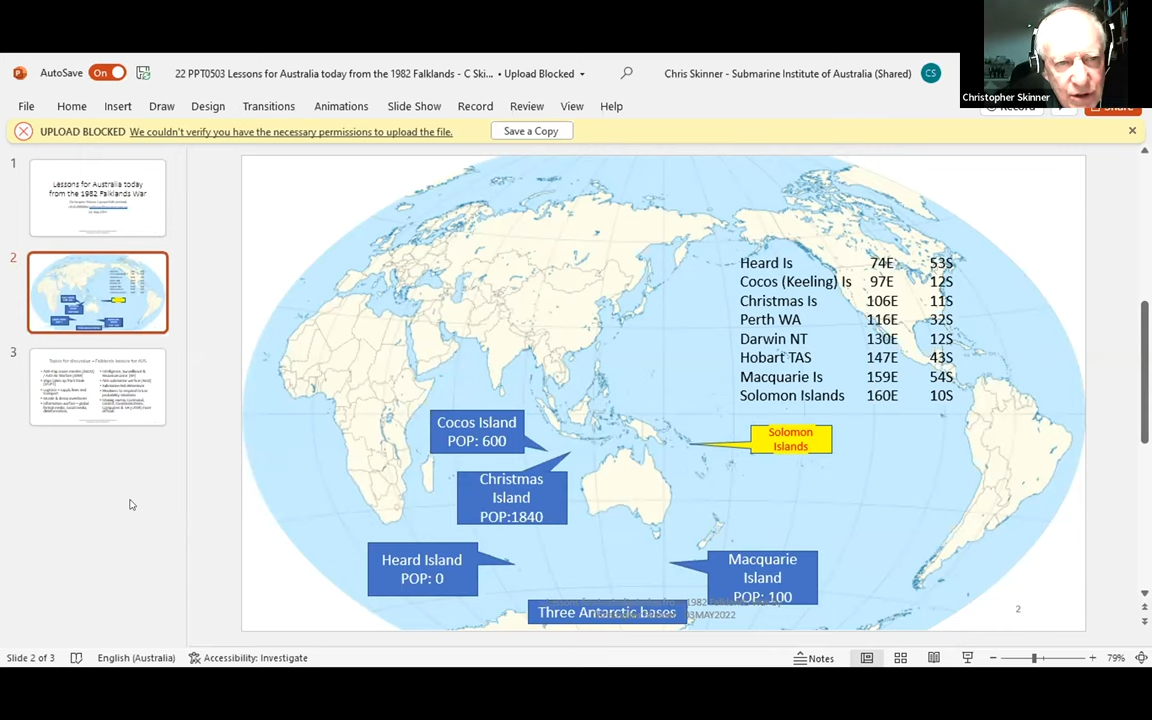 AutoSave On 22 PPT0503 Lessons for Australia today from the 1982 Falklands - C Ski... • Upload Blocked Chris Skinner - Submarine Institute of Australia (Shared) CS
Christopher Skinner
File Home Insert Draw Design Transitions Animations Slide Show Record Review View Help Record Share
UPLOAD BLOCKED We couldn't verify you have the necessary permissions to upload the file. Save a Copy
1
Lessons for Australia today
from the 1982 Falklands War
2
3
Heard Is 74E 53S
Cocos (Keeling) Is 97E 12S
Christmas Is 106E 11S
Perth WA 116E 32S
Darwin NT 130E 12S
Hobart TAS 147E 43S
Macquarie Is 159E 54S
Solomon Islands 160E 10S
Cocos Island
POP: 600
Solomon
Islands
Christmas
Island
POP:1840
Heard Island
POP: 0
Macquarie
Island
POP: 100
Three Antarctic bases
03MAY2022
2
Slide 2 of 3 English (Australia) Accessibility: Investigate Notes 79%